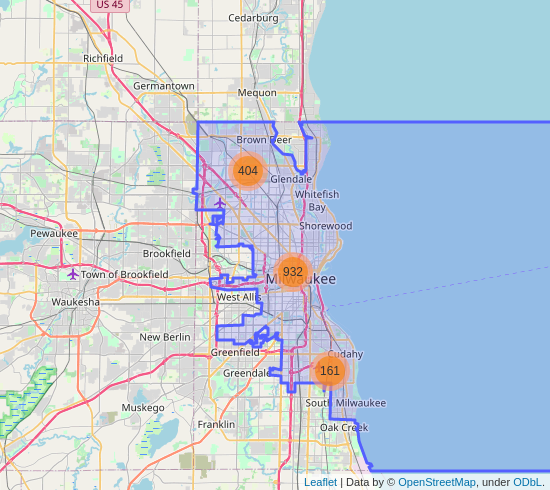 US 45
Cedarburg
Richfield
Germantown
Mequon
Brown Deer
404
Glendale
Whitefish
Bay
Shorewood
Pewaukee
Brookfield
Town of Brookfield
932
Milwaukee
Waukesha
West Allis
New Berlin
Greenfield
Cudahy
Greendale
161
Muskego
South Milwaukee
Franklin
Oak Creek
Leaflet | Data by © OpenStreetMap, under ODbL.